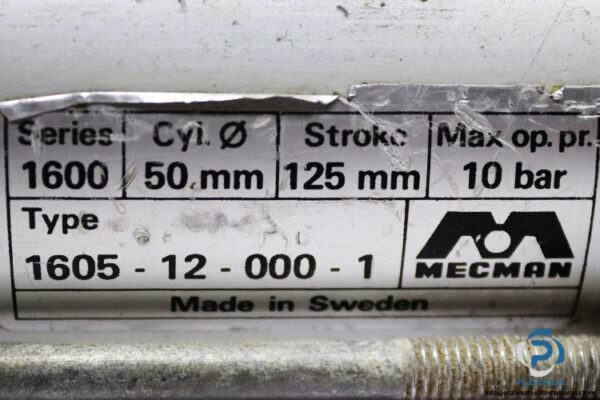 Series Cyl. Ø Stroke Max op. pr.
1600 50 mm 125 mm 10 bar
Type
1605 - 12 - 000 - 1
MECMAN
Made in Sweden